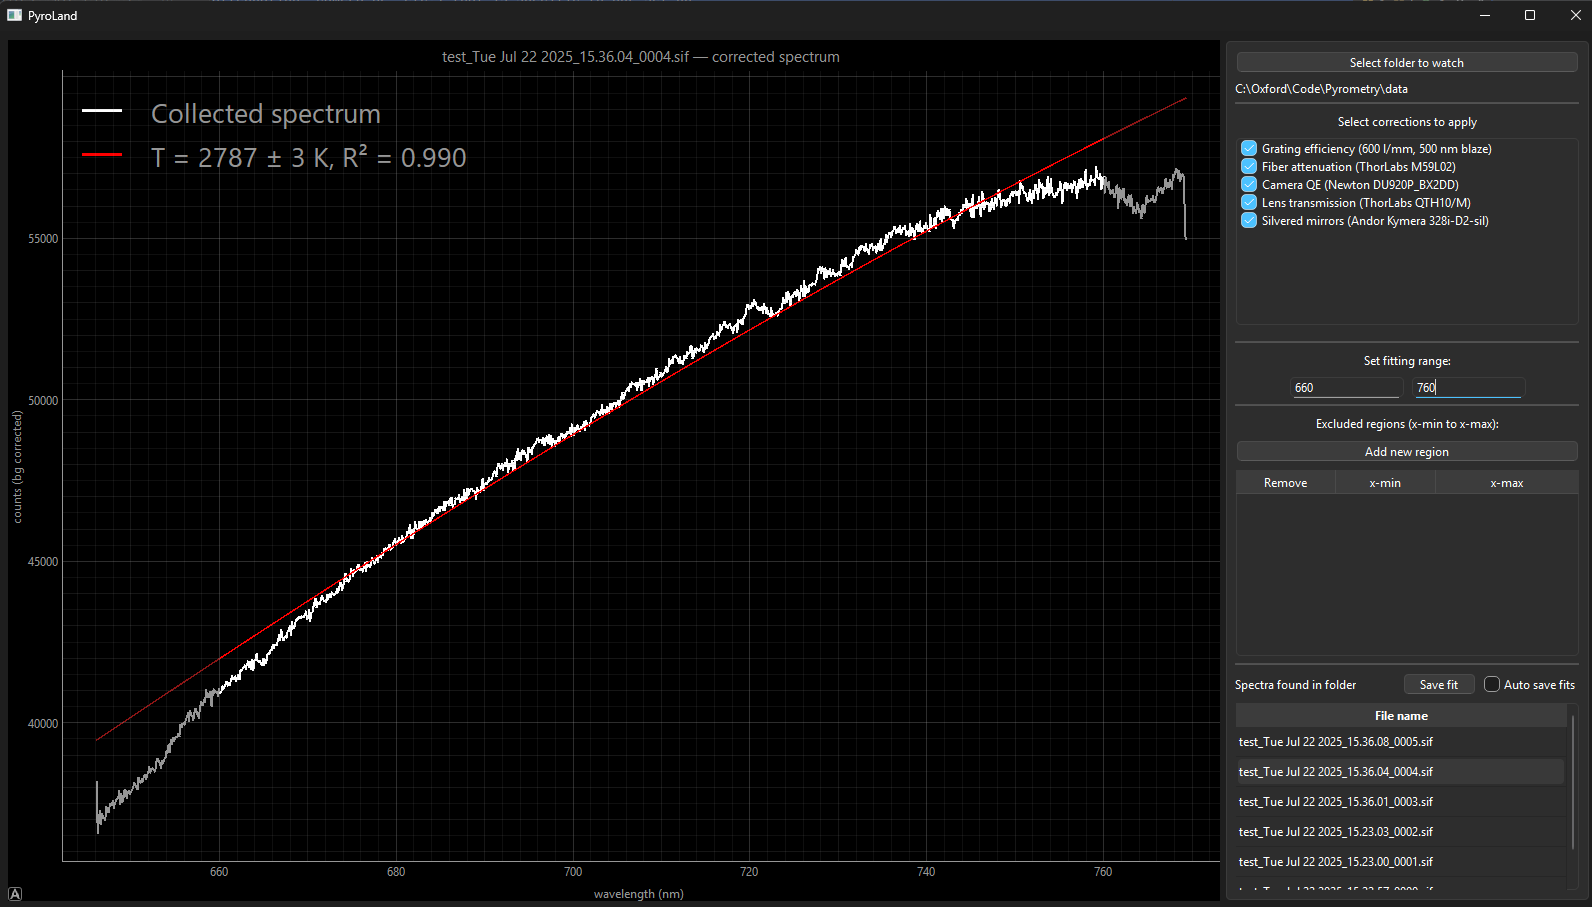 PyroLand
test_Tue Jul 22 2025_15.36.04_0004.sif — corrected spectrum
Collected spectrum
T = 2787 ± 3 K, R² = 0.990
55000
50000
45000
40000
counts (bg corrected)
660
680
700
720
740
760
wavelength (nm)
A
Select folder to watch
C:\Oxford\Code\Pyrometry\data
Select corrections to apply
Grating efficiency (600 l/mm, 500 nm blaze)
Fiber attenuation (ThorLabs M59L02)
Camera QE (Newton DU920P_BX2DD)
Lens transmission (ThorLabs QTH10/M)
Silvered mirrors (Andor Kymera 328i-D2-sil)
Set fitting range:
660 760
Excluded regions (x-min to x-max):
Add new region
Remove x-min x-max
Spectra found in folder Save fit Auto save fits
File name
test_Tue Jul 22 2025_15.36.08_0005.sif
test_Tue Jul 22 2025_15.36.04_0004.sif
test_Tue Jul 22 2025_15.36.01_0003.sif
test_Tue Jul 22 2025_15.23.03_0002.sif
test_Tue Jul 22 2025_15.23.00_0001.sif